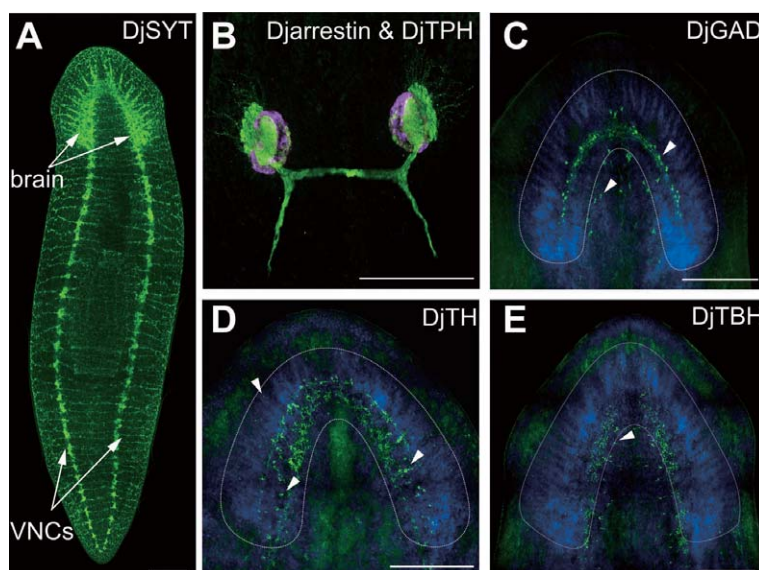 A DjSYT
brain
VNCs
B Djarrestin & DjTPH
C DjGAD
D DjTH
E DjTBH